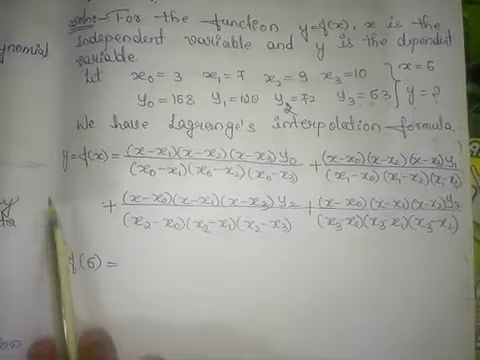 ynomial
Soln:- For the function y=f(x), x is the
independent variable and y is the dependent
variable
Let x₀ = 3 x₁ = 7 x₂ = 9 x₃ = 10 } x = 6
y₀ = 168 y₁ = 120 y₂ = 72 y₃ = 63 } y = ?
We have Lagrange's interpolation formula.
y = f(x) = (x-x₁)(x-x₂)(x-x₃)y₀ / (x₀-x₁)(x₀-x₂)(x₀-x₃) + (x-x₀)(x-x₂)(x-x₃)y₁ / (x₁-x₀)(x₁-x₂)(x₁-x₃)
+ (x-x₀)(x-x₁)(x-x₃)y₂ / (x₂-x₀)(x₂-x₁)(x₂-x₃) + (x-x₀)(x-x₁)(x-x₂)y₃ / (x₃-x₀)(x₃-x₁)(x₃-x₂)
f(6) =